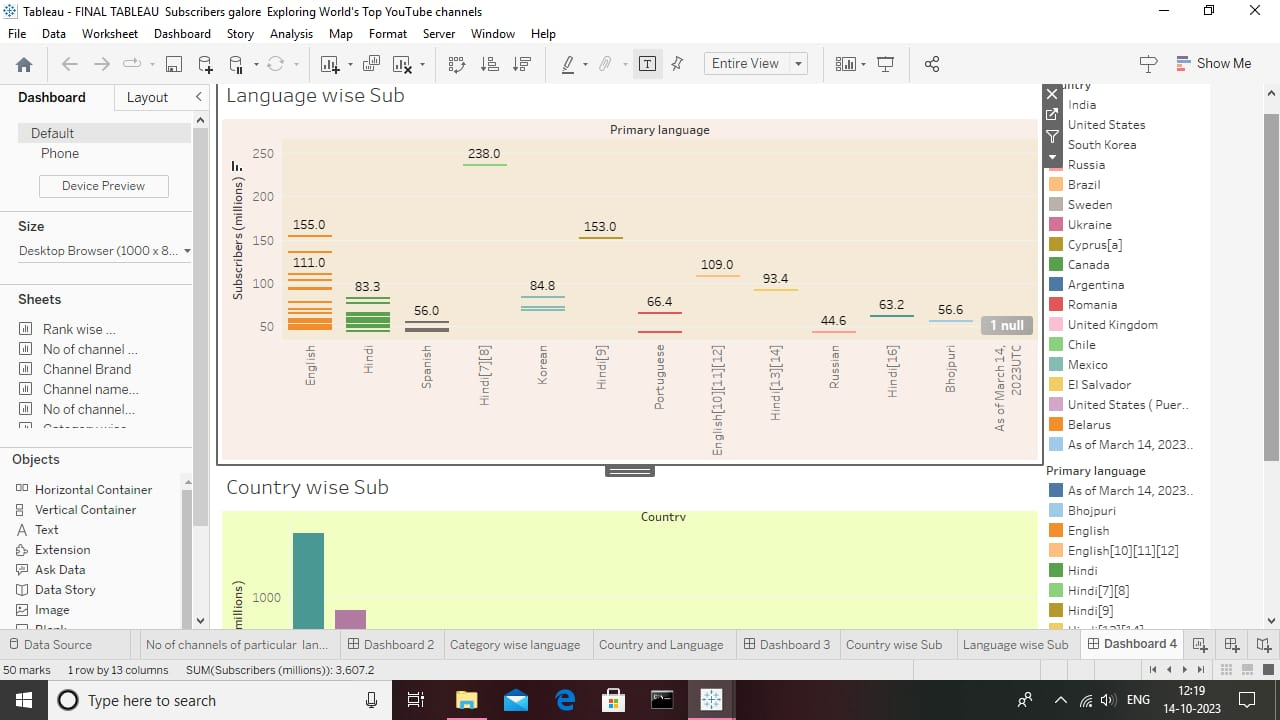 Tableau - FINAL TABLEAU Subscribers galore Exploring World's Top YouTube channels
File Data Worksheet Dashboard Story Analysis Map Format Server Window Help
Entire View
Show Me
Dashboard Layout
Default
Phone
Device Preview
Size
Desktop Browser (1000 x 8...
Sheets
Rank wise ...
No of channel ...
Channel Brand
Channel name...
No of channel...
Objects
Horizontal Container
Vertical Container
Text
Extension
Ask Data
Data Story
Image
Language wise Sub
Primary language
Subscribers (millions)
250
200
150
100
50
155.0
111.0
83.3
56.0
238.0
84.8
153.0
66.4
109.0
93.4
44.6
63.2
56.6
1 null
English
Hindi
Spanish
Hindi[7][8]
Korean
Hindi[9]
Portuguese
English[10][11][12]
Hindi[13][14]
Russian
Hindi[16]
Bhojpuri
As of March 14,
2023UTC
Country wise Sub
Country
millions)
1000
India
United States
South Korea
Russia
Brazil
Sweden
Ukraine
Cyprus[a]
Canada
Argentina
Romania
United Kingdom
Chile
Mexico
El Salvador
United States ( Puer..
Belarus
As of March 14, 2023..
Primary language
As of March 14, 2023..
Bhojpuri
English
English[10][11][12]
Hindi
Hindi[7][8]
Hindi[9]
Data Source No of channels of particular lan... Dashboard 2 Category wise language Country and Language Dashboard 3 Country wise Sub Language wise Sub Dashboard 4
50 marks 1 row by 13 columns SUM(Subscribers (millions)): 3,607.2
Type here to search
ENG
12:19
14-10-2023